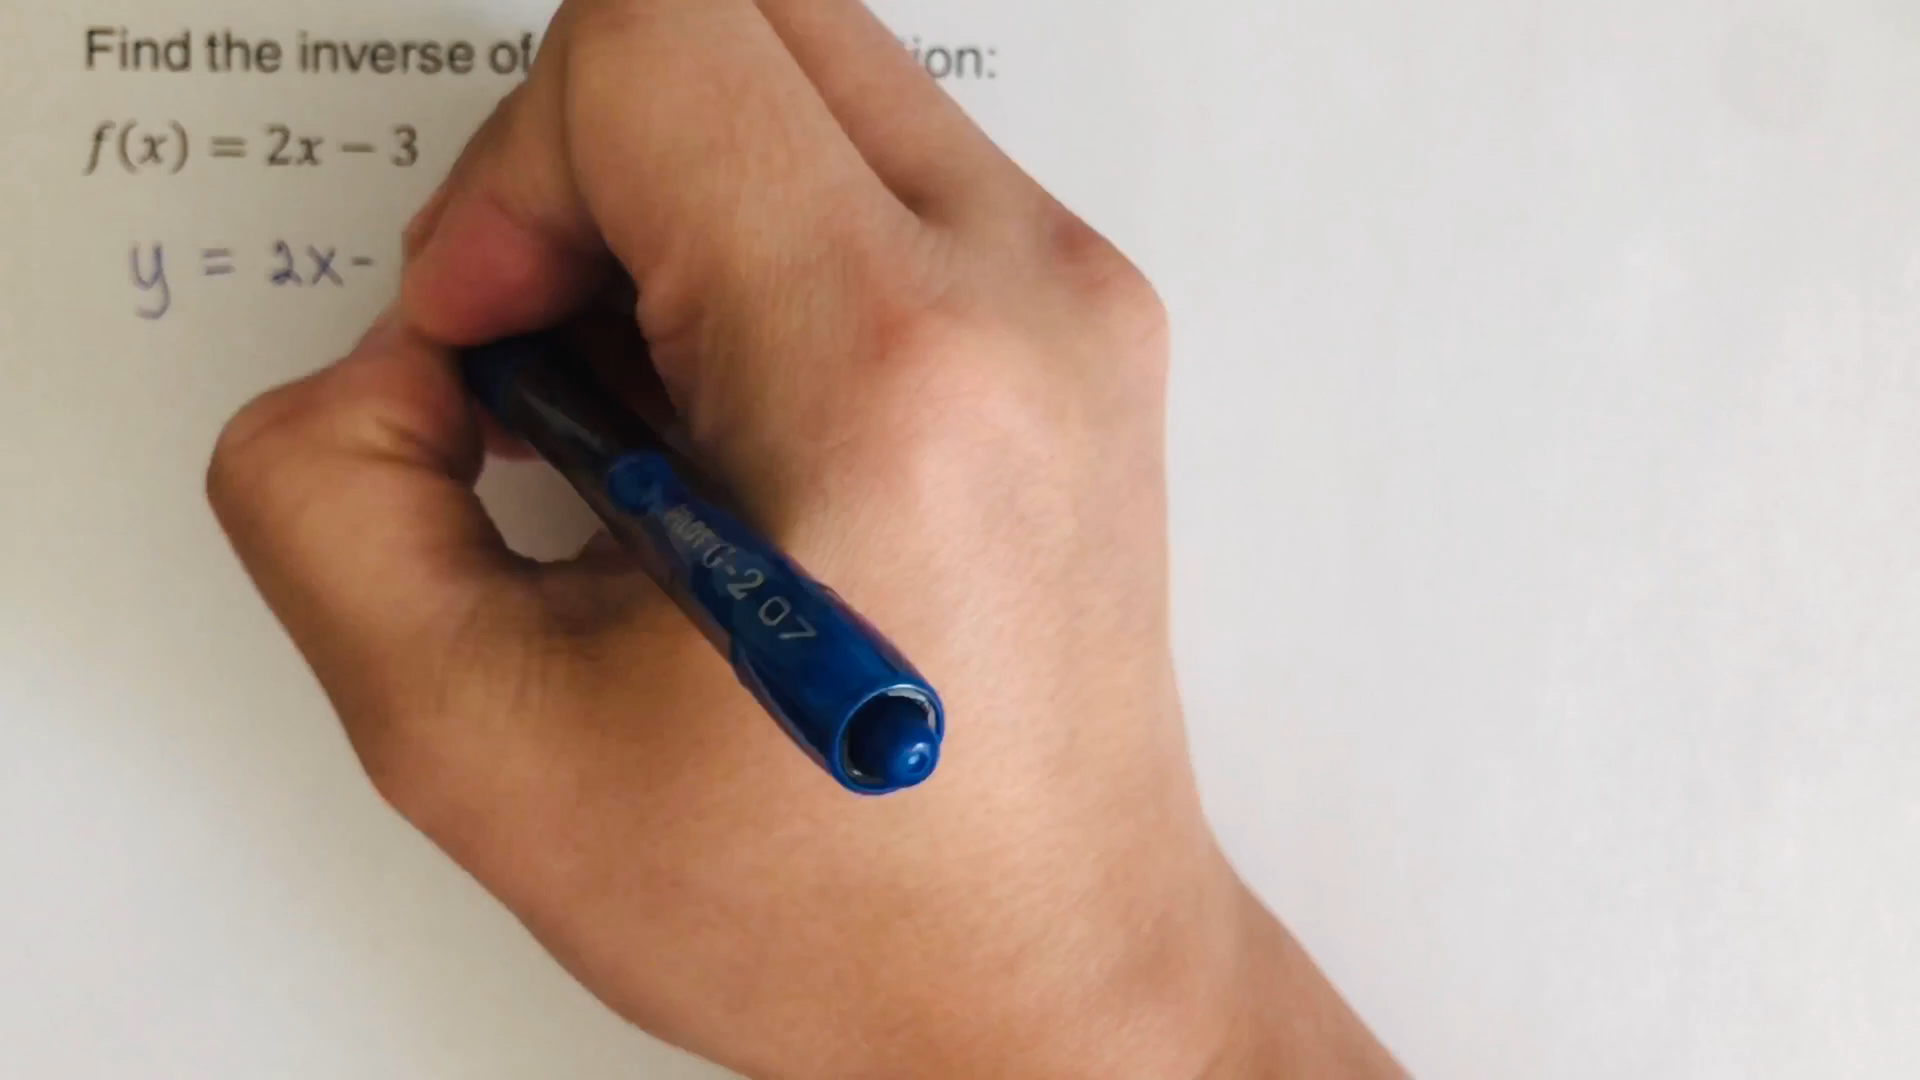 Find the inverse of ion:
f(x) = 2x − 3
y = 2x-
PILOT G-2 07